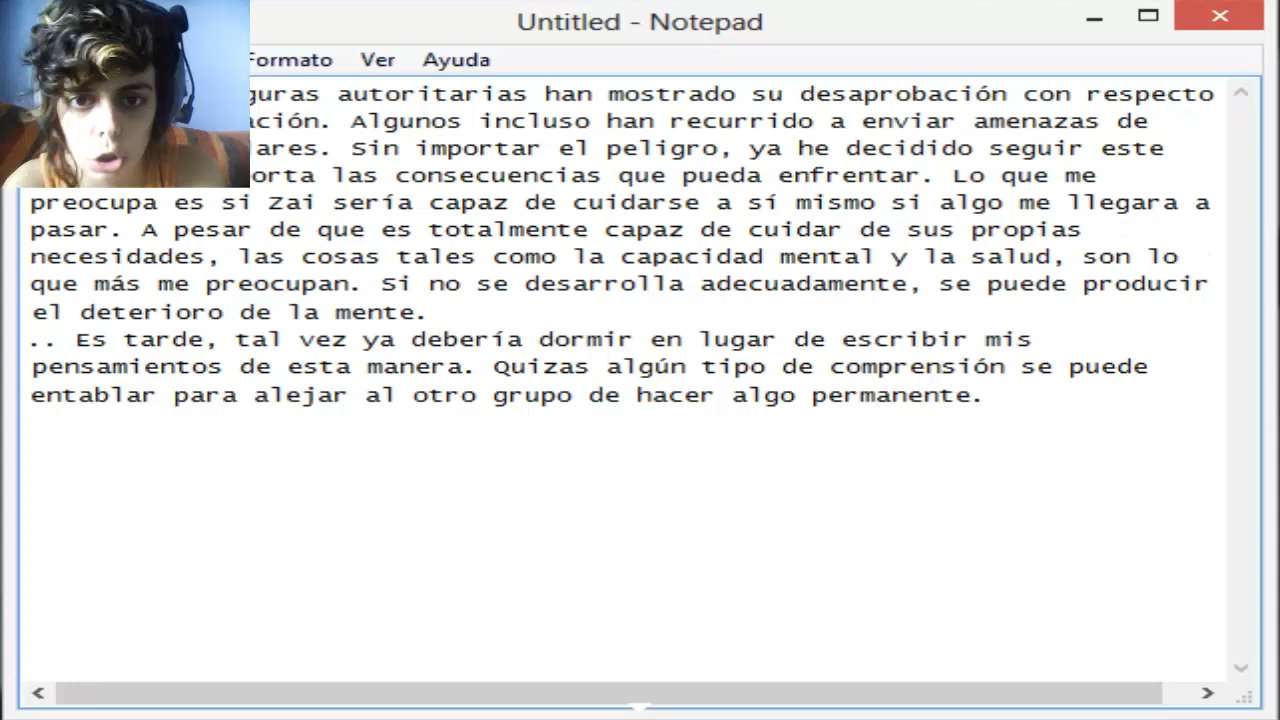 Untitled - Notepad
Formato Ver Ayuda
guras autoritarias han mostrado su desaprobación con respecto
ación. Algunos incluso han recurrido a enviar amenazas de
ares. Sin importar el peligro, ya he decidido seguir este
orta las consecuencias que pueda enfrentar. Lo que me
preocupa es si Zai sería capaz de cuidarse a sí mismo si algo me llegara a
pasar. A pesar de que es totalmente capaz de cuidar de sus propias
necesidades, las cosas tales como la capacidad mental y la salud, son lo
que más me preocupan. Si no se desarrolla adecuadamente, se puede producir
el deterioro de la mente.
.. Es tarde, tal vez ya debería dormir en lugar de escribir mis
pensamientos de esta manera. Quizas algún tipo de comprensión se puede
entablar para alejar al otro grupo de hacer algo permanente.